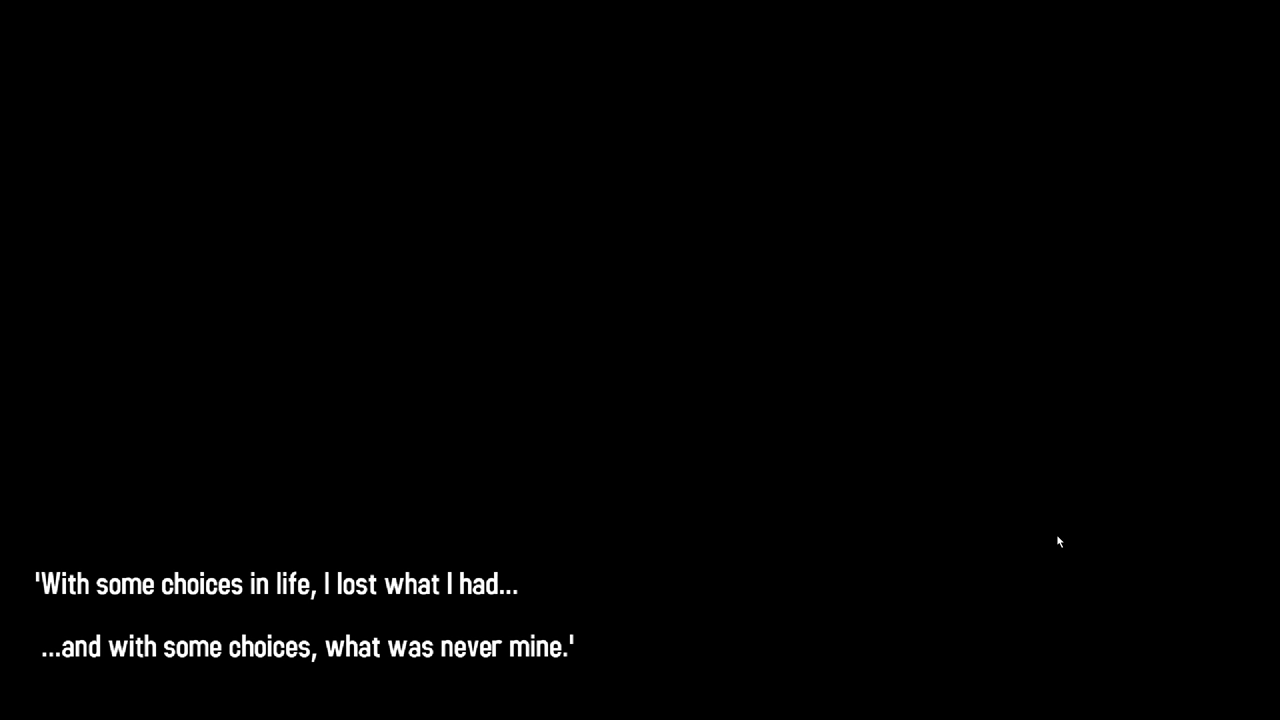 'With some choices in life, I lost what I had...
...and with some choices, what was never mine.'